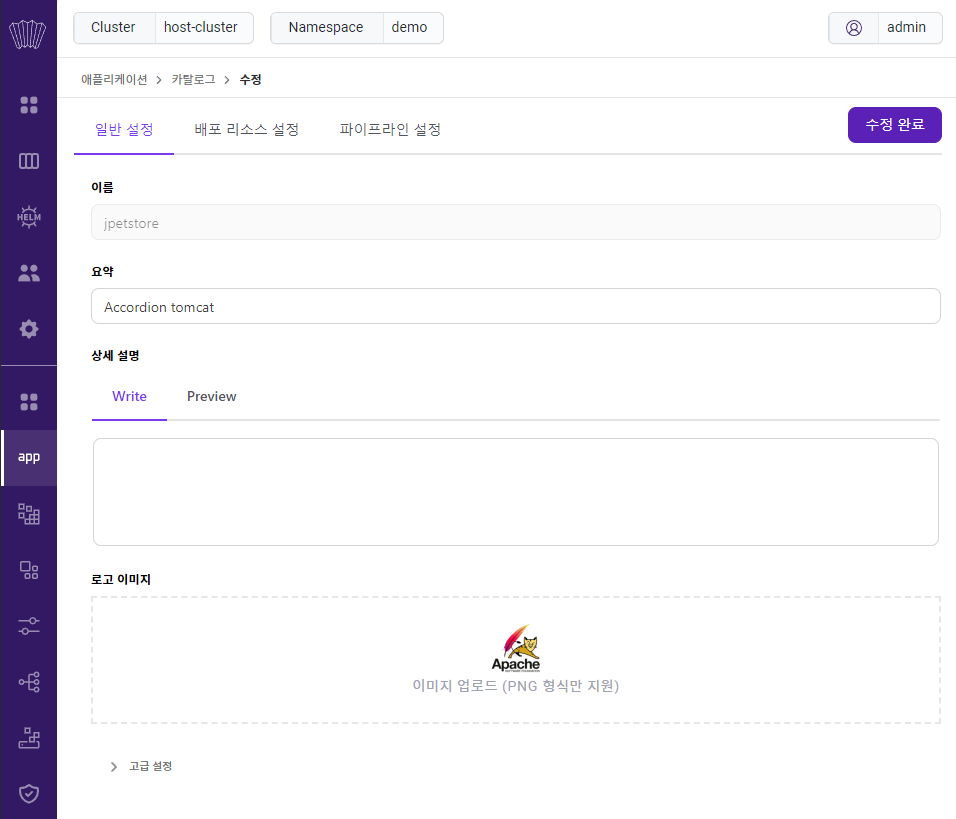 Cluster host-cluster Namespace demo admin
애플리케이션 > 카탈로그 > 수정
일반 설정 배포 리소스 설정 파이프라인 설정 수정 완료
이름
jpetstore
HELM
요약
Accordion tomcat
상세 설명
Write Preview
app
로고 이미지
Apache
이미지 업로드 (PNG 형식만 지원)
고급 설정